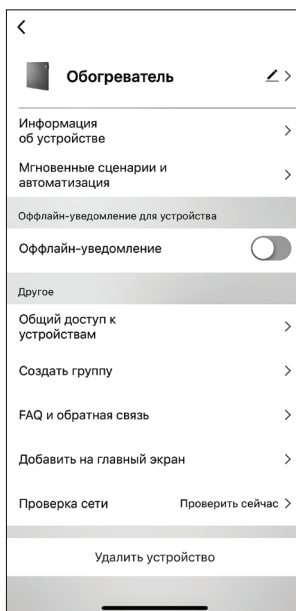 Обогреватель
Информация
об устройстве
Мгновенные сценарии и
автоматизация
Оффлайн-уведомление для устройства
Оффлайн-уведомление
Другое
Общий доступ к
устройствам
Создать группу
FAQ и обратная связь
Добавить на главный экран
Проверка сети Проверить сейчас
Удалить устройство